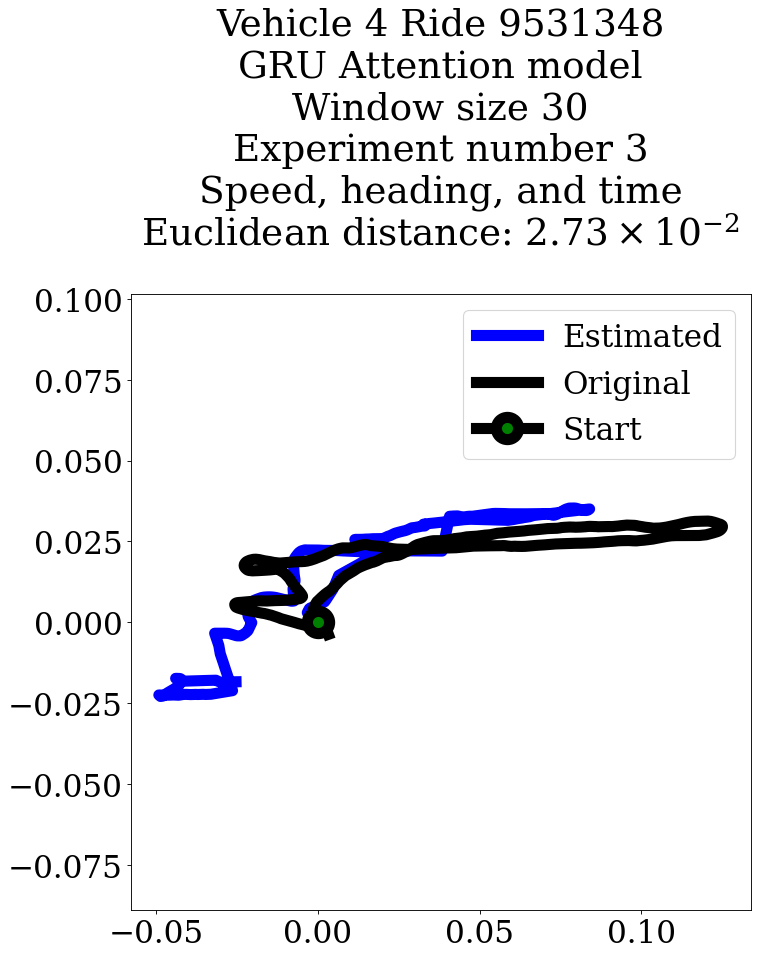 Vehicle 4 Ride 9531348
GRU Attention model
Window size 30
Experiment number 3
Speed, heading, and time
Euclidean distance: 2.73 × 10⁻²
0.100
0.075
0.050
0.025
0.000
−0.025
−0.050
−0.075
Estimated
Original
Start
−0.05 0.00 0.05 0.10